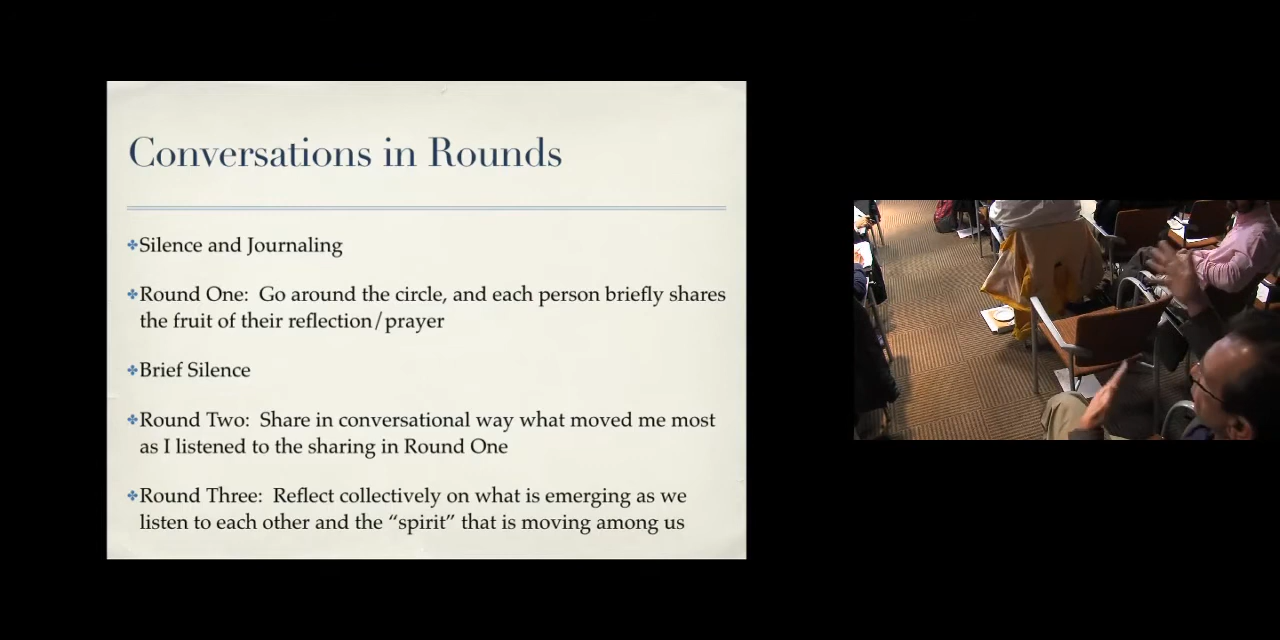 Conversations in Rounds
✤Silence and Journaling
✤Round One:  Go around the circle, and each person briefly shares
the fruit of their reflection/prayer
✤Brief Silence
✤Round Two:  Share in conversational way what moved me most
as I listened to the sharing in Round One
✤Round Three:  Reflect collectively on what is emerging as we
listen to each other and the “spirit” that is moving among us